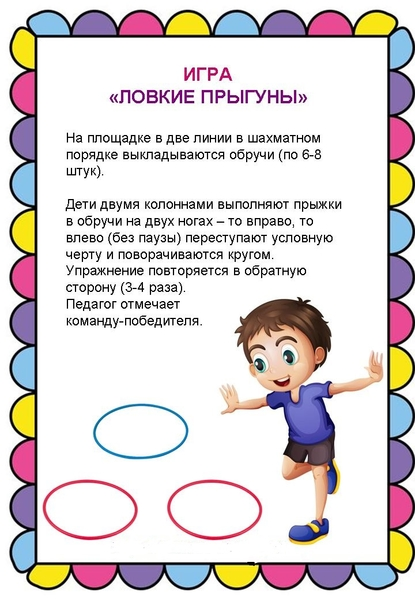 ИГРА
«ЛОВКИЕ ПРЫГУНЫ»
На площадке в две линии в шахматном
порядке выкладываются обручи (по 6-8
штук).
Дети двумя колоннами выполняют прыжки
в обручи на двух ногах – то вправо, то
влево (без паузы) переступают условную
черту и поворачиваются кругом.
Упражнение повторяется в обратную
сторону (3-4 раза).
Педагог отмечает
команду-победителя.